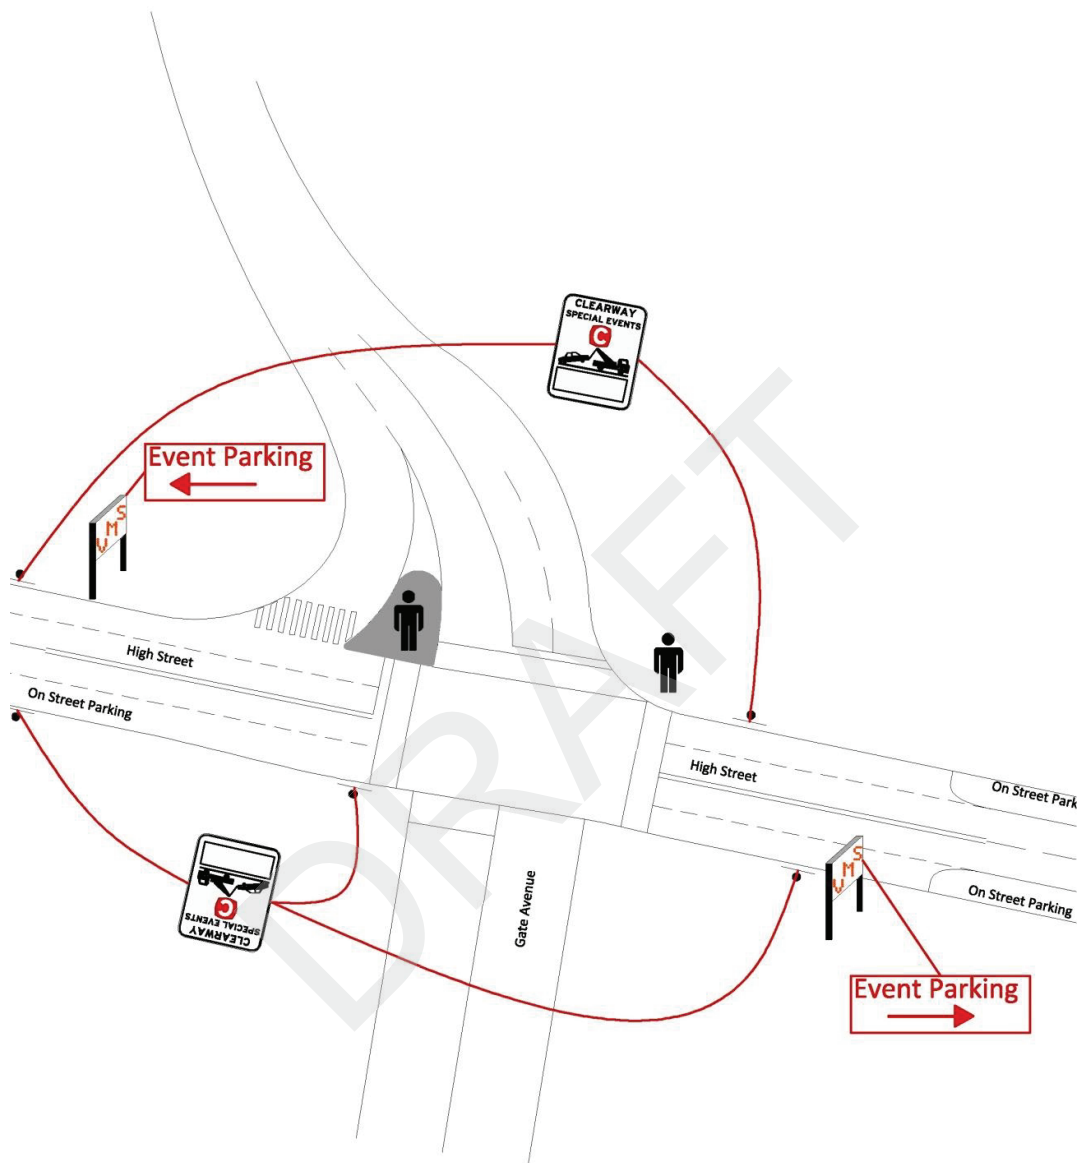 CLEARWAY
SPECIAL EVENTS
C
Event Parking
VMS
High Street
On Street Parking
High Street
On Street Park
VMS
On Street Parking
CLEARWAY
SPECIAL EVENTS
C
Gate Avenue
Event Parking
DRAFT